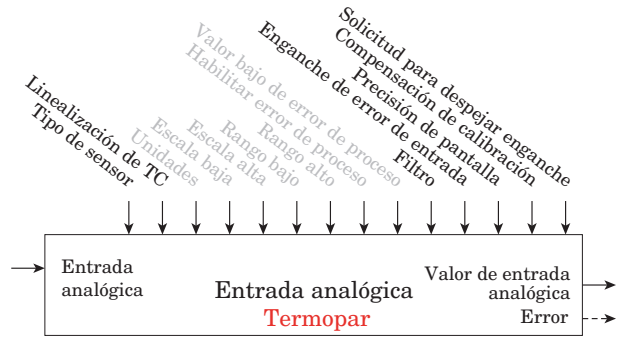 Tipo de sensor
Linealización de TC
Unidades
Escala baja
Escala alta
Rango bajo
Rango alto
Habilitar error de proceso
Valor bajo de error de proceso
Filtro
Enganche de error de entrada
Precisión de pantalla
Compensación de calibración
Solicitud para despejar enganche
Entrada
analógica
Entrada analógica
Termopar
Valor de entrada
analógica
Error